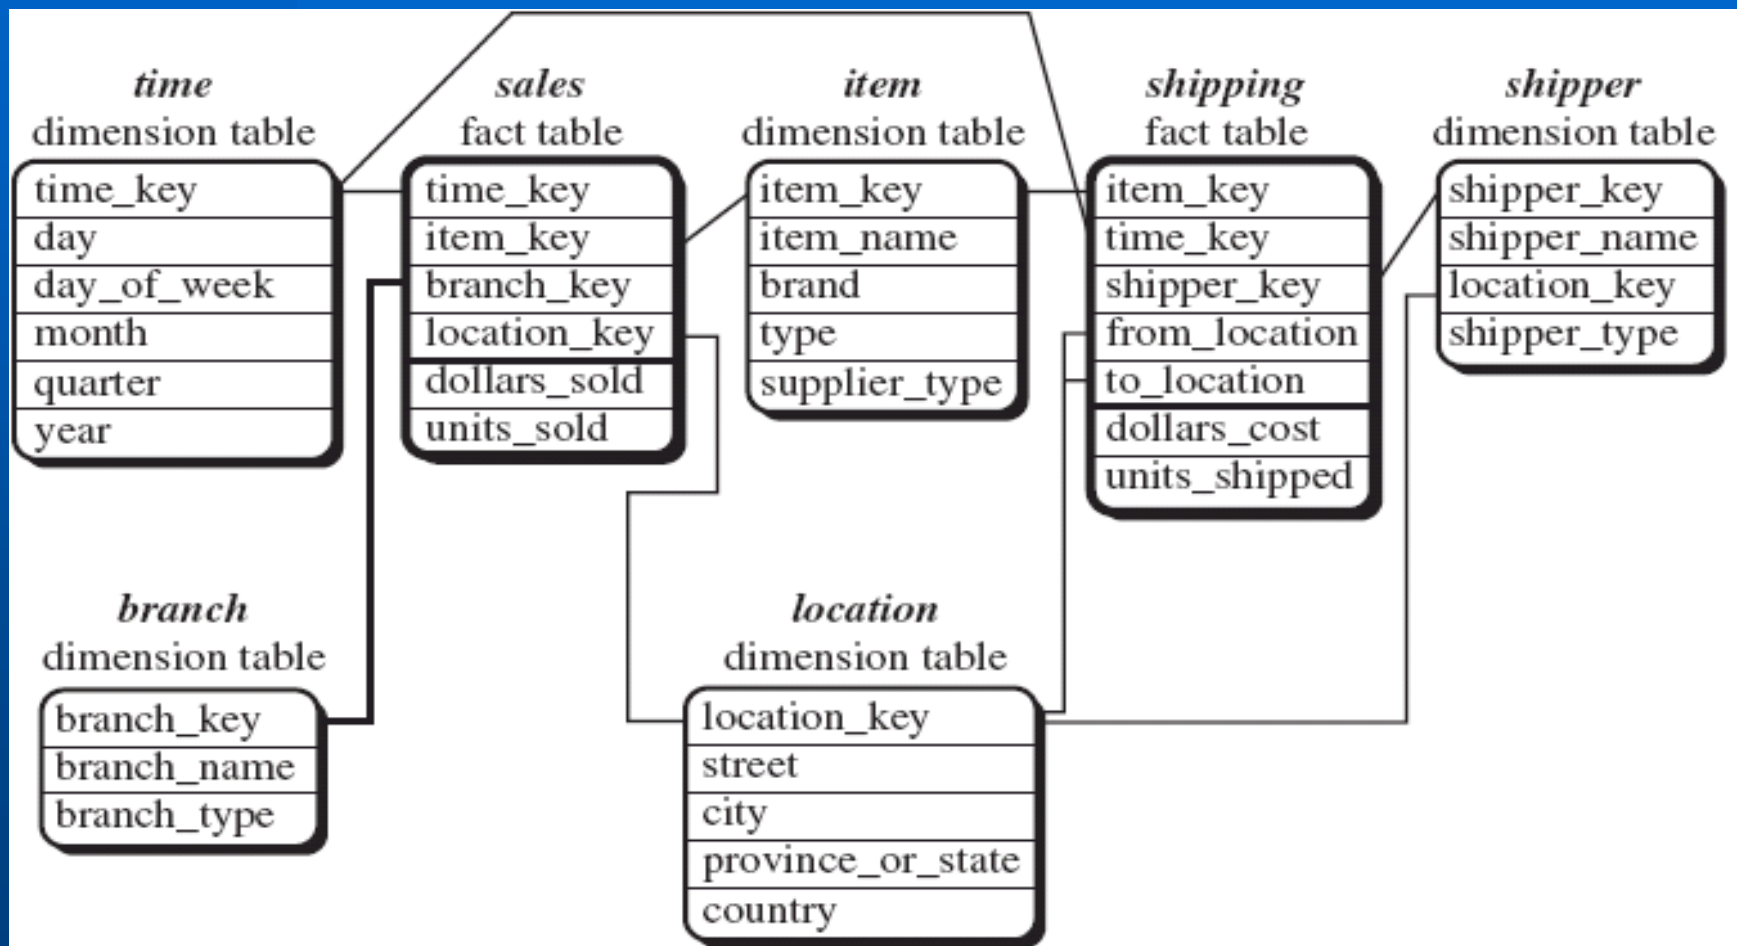 time
dimension table
time_key
day
day_of_week
month
quarter
year
sales
fact table
time_key
item_key
branch_key
location_key
dollars_sold
units_sold
item
dimension table
item_key
item_name
brand
type
supplier_type
shipping
fact table
item_key
time_key
shipper_key
from_location
to_location
dollars_cost
units_shipped
shipper
dimension table
shipper_key
shipper_name
location_key
shipper_type
branch
dimension table
branch_key
branch_name
branch_type
location
dimension table
location_key
street
city
province_or_state
country